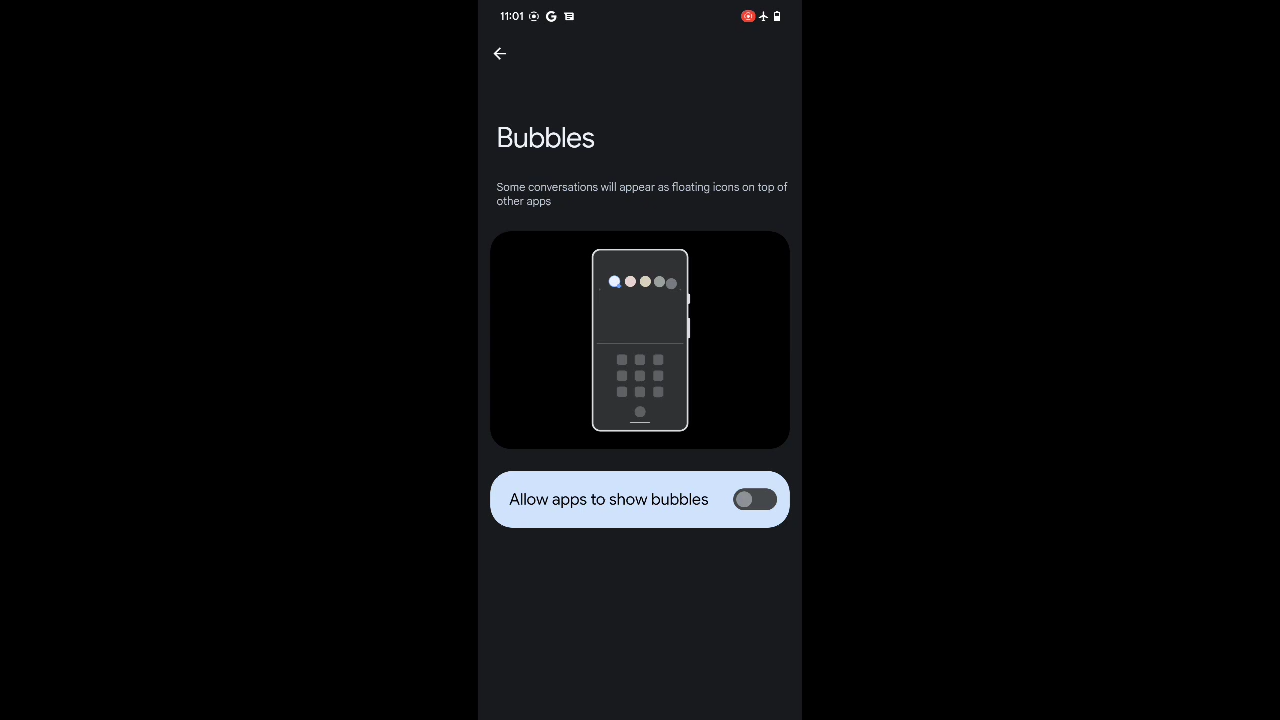 11:01
Bubbles
Some conversations will appear as floating icons on top of
other apps
Allow apps to show bubbles